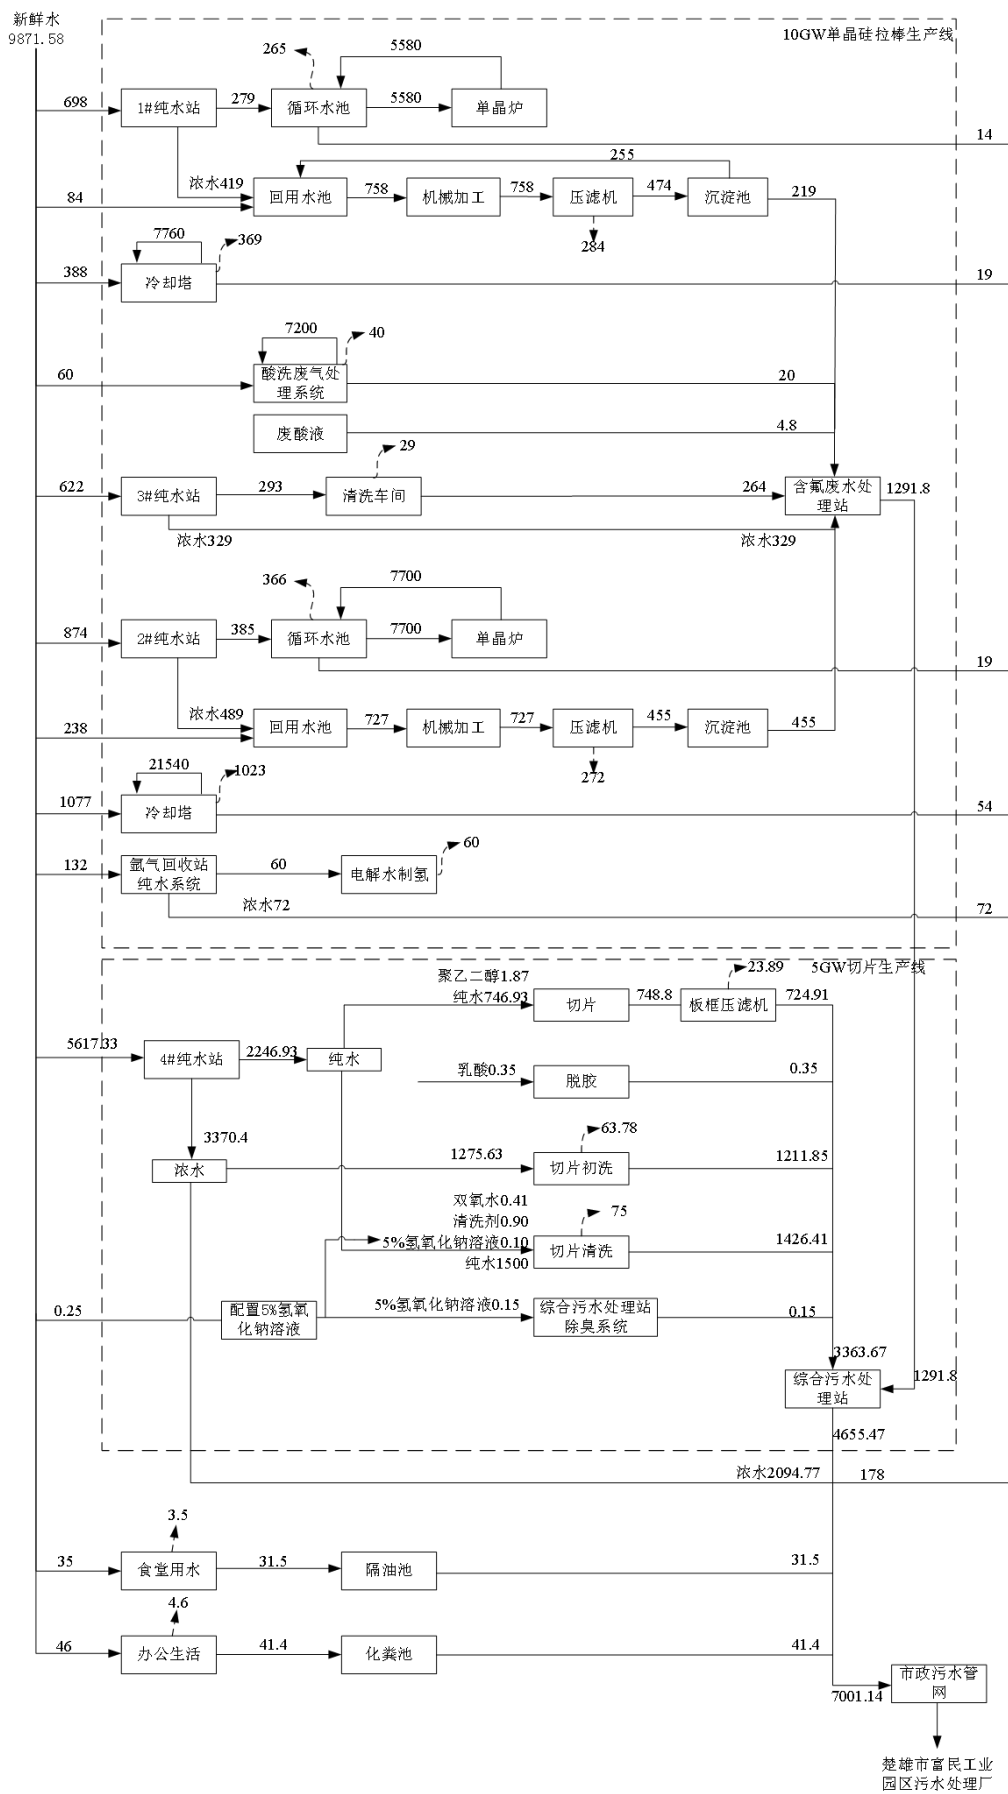 新鲜水
9871.58
10GW单晶硅拉棒生产线
265
5580
698
1#纯水站
279
循环水池
5580
单晶炉
14
255
浓水419
84
回用水池
758
机械加工
758
压滤机
474
沉淀池
219
284
7760
369
388
冷却塔
19
7200
40
60
酸洗废气处
理系统
20
废酸液
4.8
29
622
3#纯水站
293
清洗车间
264
含氟废水处
理站
1291.8
浓水329
浓水329
366
7700
874
2#纯水站
385
循环水池
7700
单晶炉
19
浓水489
238
回用水池
727
机械加工
727
压滤机
455
沉淀池
455
272
21540
1023
1077
冷却塔
54
132
氩气回收站
纯水系统
60
电解水制氢
60
浓水72
72
5GW切片生产线
聚乙二醇1.87
纯水746.93
切片
748.8
板框压滤机
23.89
724.91
5617.33
4#纯水站
2246.93
纯水
乳酸0.35
脱胶
0.35
3370.4
浓水
1275.63
63.78
切片初洗
1211.85
双氧水0.41
清洗剂0.90
5%氢氧化钠溶液0.10
纯水1500
75
切片清洗
1426.41
0.25
配置5%氢氧
化钠溶液
5%氢氧化钠溶液0.15
综合污水处理站
除臭系统
0.15
3363.67
综合污水处
理站
1291.8
4655.47
浓水2094.77
178
3.5
35
食堂用水
31.5
隔油池
31.5
4.6
46
办公生活
41.4
化粪池
41.4
7001.14
市政污水管
网
楚雄市富民工业
园区污水处理厂